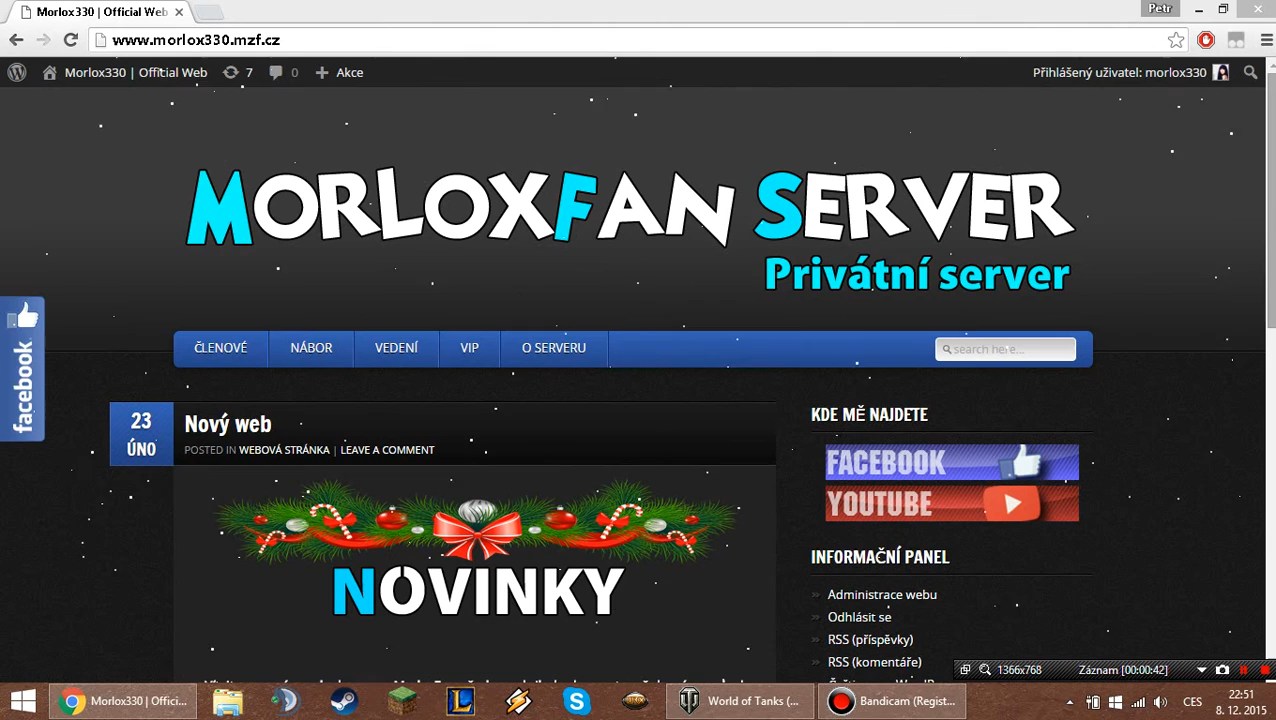 Morlox330 | Official Web
Petr
www.morlox330.mzf.cz
Morlox330 | Official Web 7 0 Akce Přihlášený uživatel: morlox330
MORLOXFAN SERVER
Privátní server
facebook
ČLENOVÉ NÁBOR VEDENÍ VIP O SERVERU search here...
23
ÚNO
Nový web
POSTED IN WEBOVÁ STRÁNKA | LEAVE A COMMENT
NOVINKY
KDE MĚ NAJDETE
FACEBOOK
YOUTUBE
INFORMAČNÍ PANEL
Administrace webu
Odhlásit se
RSS (příspěvky)
RSS (komentáře)
1366x768 Záznam [00:00:42]
Morlox330 | Offici... World of Tanks (... Bandicam (Regist... CES 22:51
8. 12. 2015